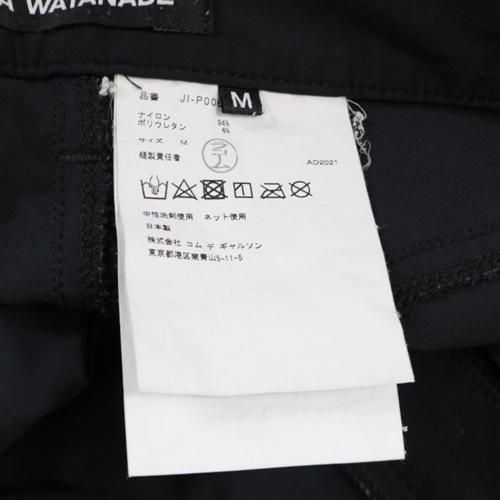 WATANABE
品番 JI-P00
M
ナイロン 94%
ポリウレタン 6%
サイズ M
縫製責任者
AD2021
中性洗剤使用 ネット使用
日本製
株式会社 コム デ ギャルソン
東京都港区南青山5-11-5